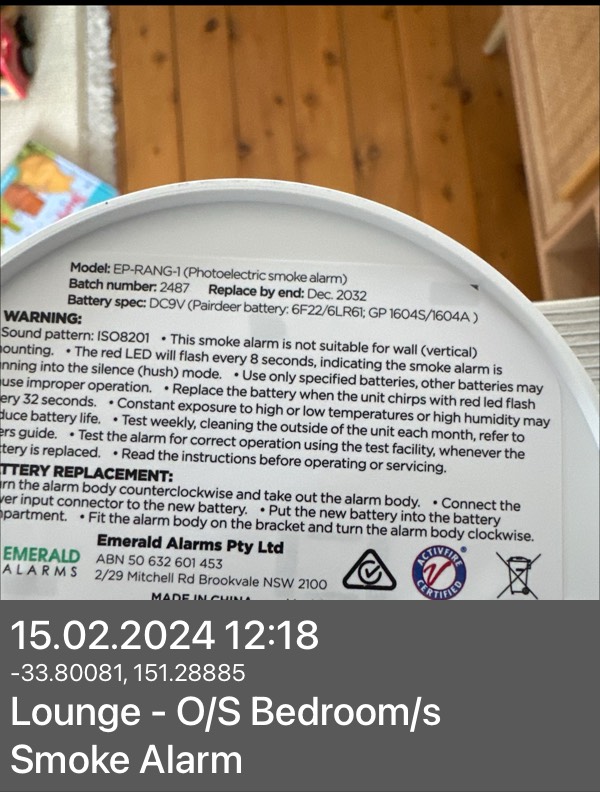 Model: EP-RANG-1 (Photoelectric smoke alarm)
Batch number: 2487 Replace by end: Dec. 2032
Battery spec: DC9V (Pairdeer battery: 6F22/6LR61; GP 1604S/1604A )
WARNING:
Sound pattern: ISO8201 • This smoke alarm is not suitable for wall (vertical)
ounting. • The red LED will flash every 8 seconds, indicating the smoke alarm is
nning into the silence (hush) mode. • Use only specified batteries, other batteries may
use improper operation. • Replace the battery when the unit chirps with red led flash
ery 32 seconds. • Constant exposure to high or low temperatures or high humidity may
duce battery life. • Test weekly, cleaning the outside of the unit each month, refer to
ers guide. • Test the alarm for correct operation using the test facility, whenever the
tery is replaced. • Read the instructions before operating or servicing.
TTERY REPLACEMENT:
urn the alarm body counterclockwise and take out the alarm body. • Connect the
ver input connector to the new battery. • Put the new battery into the battery
mpartment. • Fit the alarm body on the bracket and turn the alarm body clockwise.
EMERALD
ALARMS
Emerald Alarms Pty Ltd
ABN 50 632 601 453
2/29 Mitchell Rd Brookvale NSW 2100
MADE IN CHINA
ACTIVFIRE
CERTIFIED
15.02.2024 12:18
-33.80081, 151.28885
Lounge - O/S Bedroom/s
Smoke Alarm